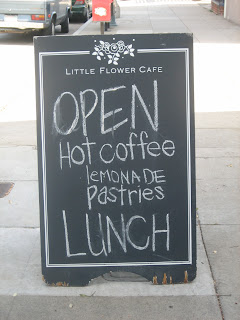 LITTLE FLOWER CAFE
OPEN
Hot Coffee
LEMONADE
Pastries
LUNCH